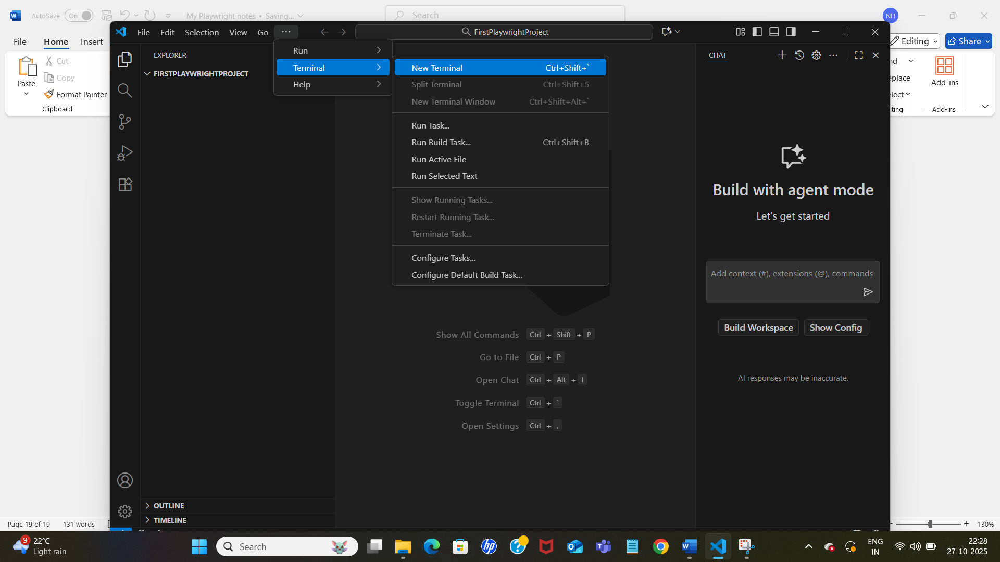 AutoSave On My Playwright notes • Saving... Search NH
File Home Insert Editing Share
Paste Cut
Copy
Format Painter
Clipboard
Add-ins
Add-ins
File Edit Selection View Go ... FirstPlaywrightProject
EXPLORER
FIRSTPLAYWRIGHTPROJECT
Run
Terminal
Help
New Terminal Ctrl+Shift+`
Split Terminal Ctrl+Shift+5
New Terminal Window Ctrl+Shift+Alt+`
Run Task...
Run Build Task... Ctrl+Shift+B
Run Active File
Run Selected Text
Show Running Tasks...
Restart Running Task...
Terminate Task...
Configure Tasks...
Configure Default Build Task...
Show All Commands Ctrl + Shift + P
Go to File Ctrl + P
Open Chat Ctrl + Alt + I
Toggle Terminal Ctrl + `
Open Settings Ctrl + ,
OUTLINE
TIMELINE
CHAT
Build with agent mode
Let's get started
Add context (#), extensions (@), commands
Build Workspace Show Config
AI responses may be inaccurate.
Page 19 of 19 131 words 130%
9 22°C
Light rain
Search
ENG
IN
22:28
27-10-2025